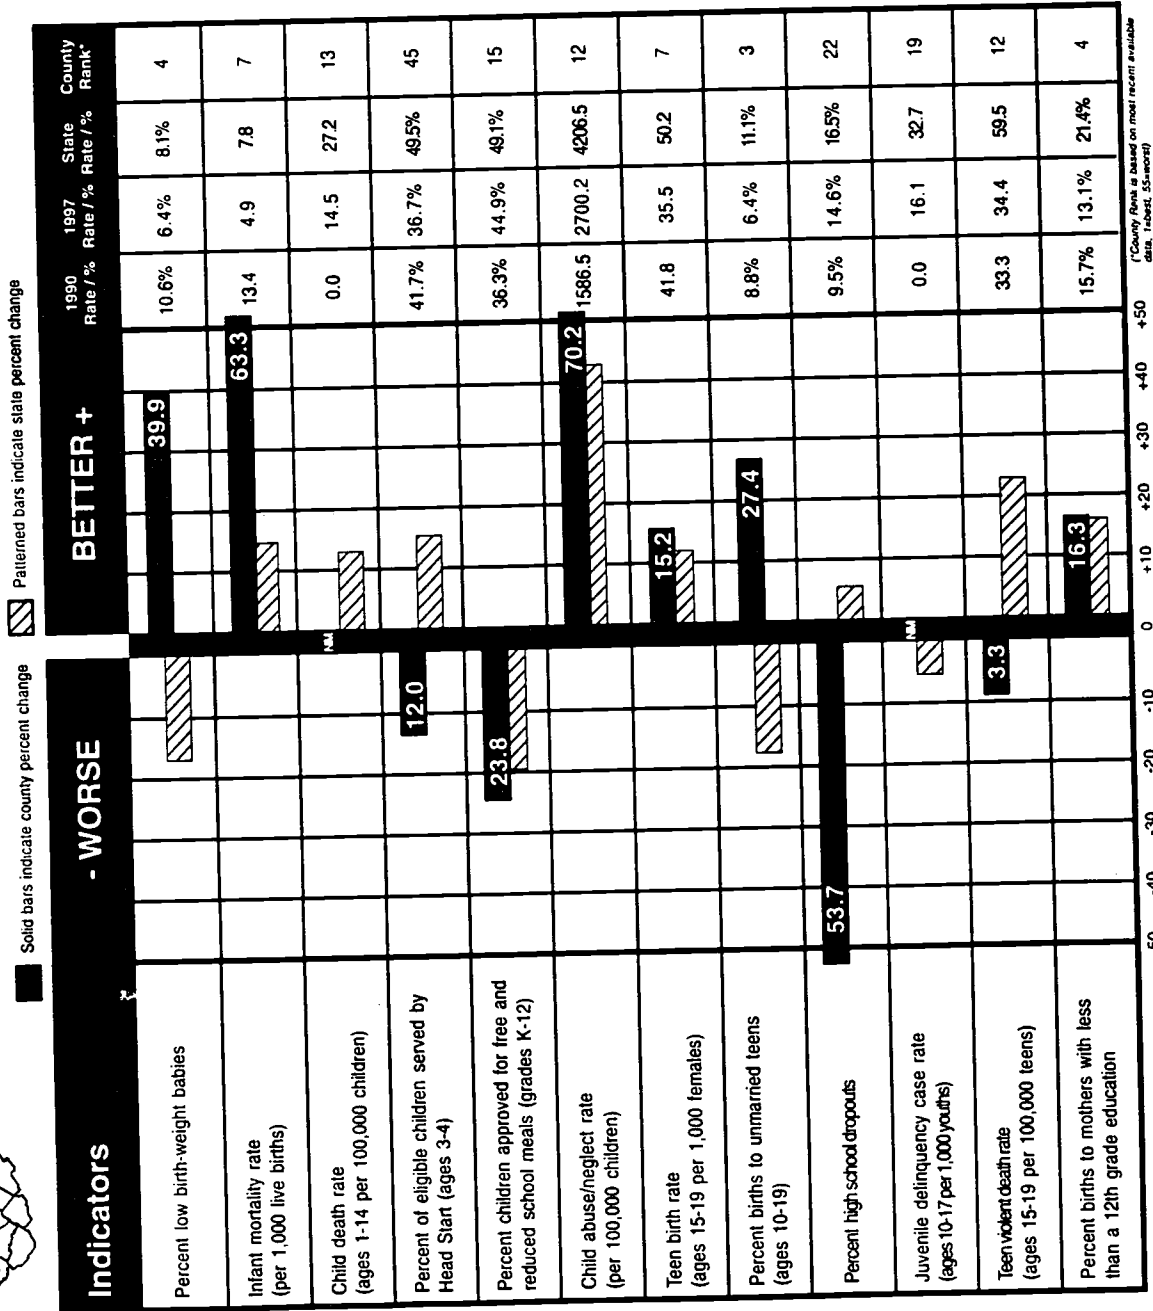 Solid bars indicate county percent change
Patterned bars indicate state percent change
Indicators
- WORSE
BETTER +
1990
Rate / %
1997
Rate / %
State
Rate / %
County
Rank*
Percent low birth-weight babies
39.9
10.6%
6.4%
8.1%
4
Infant mortality rate
(per 1,000 live births)
63.3
13.4
4.9
7.8
7
Child death rate
(ages 1-14 per 100,000 children)
NM
0.0
14.5
27.2
13
Percent of eligible children served by
Head Start (ages 3-4)
12.0
41.7%
36.7%
49.5%
45
Percent children approved for free and
reduced school meals (grades K-12)
23.8
36.3%
44.9%
49.1%
15
Child abuse/neglect rate
(per 100,000 children)
70.2
1586.5
2700.2
4206.5
12
Teen birth rate
(ages 15-19 per 1,000 females)
15.2
41.8
35.5
50.2
7
Percent births to unmarried teens
(ages 10-19)
27.4
8.8%
6.4%
11.1%
3
Percent high school dropouts
53.7
9.5%
14.6%
16.5%
22
Juvenile delinquency case rate
(ages 10-17 per 1,000 youths)
NM
0.0
16.1
32.7
19
Teen violent death rate
(ages 15-19 per 100,000 teens)
3.3
33.3
34.4
59.5
12
Percent births to mothers with less
than a 12th grade education
16.3
15.7%
13.1%
21.4%
4
-50 -40 -30 -20 -10 0 +10 +20 +30 +40 +50
(*County Rank is based on most recent available
data, 1=best, 55=worst)